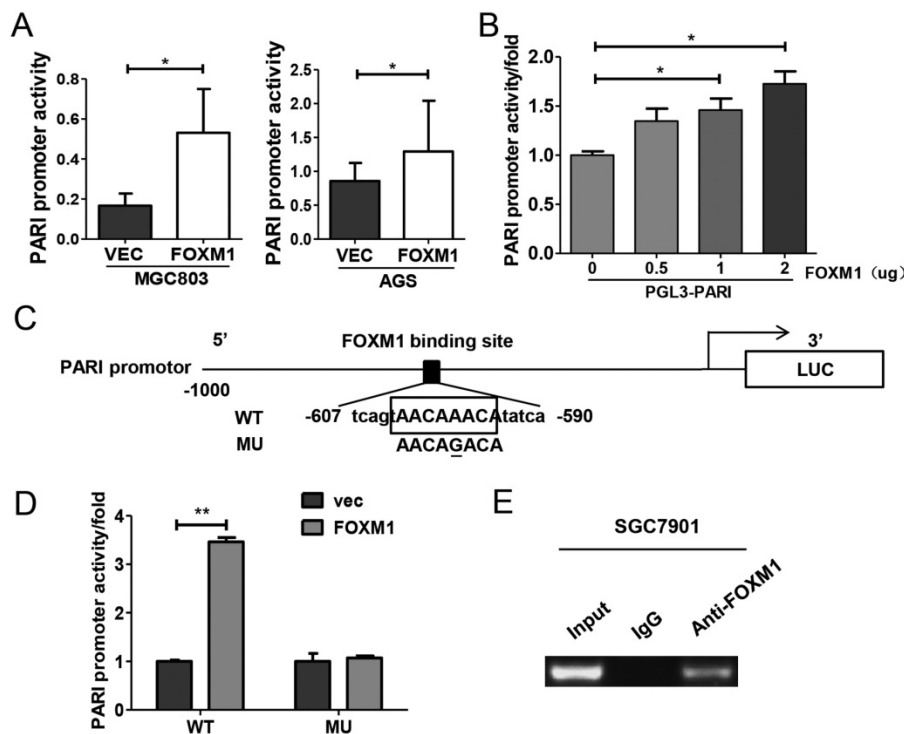 A
PARI promoter activity
0.8
0.6
0.4
0.2
0.0
*
VEC FOXM1
MGC803
PARI promoter activity
2.5
2.0
1.5
1.0
0.5
0.0
*
VEC FOXM1
AGS
B
PARI promoter activity/fold
2.0
1.5
1.0
0.5
0.0
*
*
0 0.5 1 2 FOXM1 （ug）
PGL3-PARI
C
5’ FOXM1 binding site 3’
PARI promotor LUC
-1000
WT -607 tcagtAACAAACAtatca -590
MU AACAGACA
D
PARI promoter activity/fold
4
3
2
1
0
**
vec
FOXM1
WT MU
E
SGC7901
Input IgG Anti-FOXM1